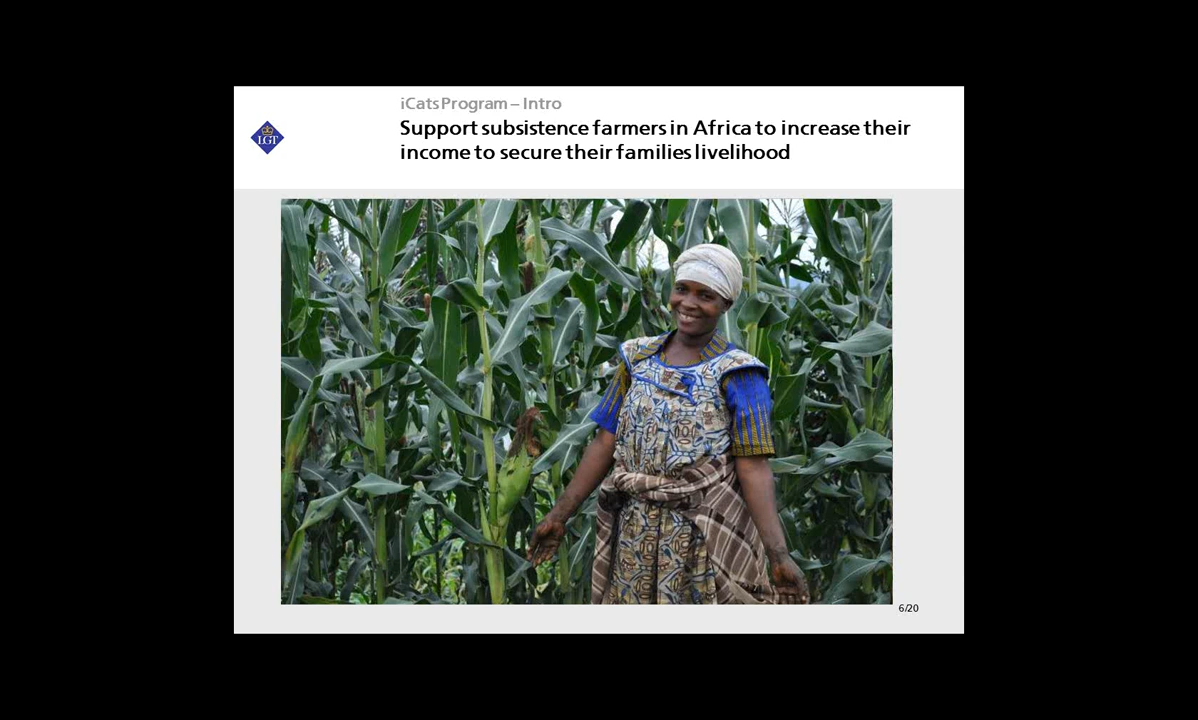 iCats Program – Intro
Support subsistence farmers in Africa to increase their
income to secure their families livelihood
LGT
6/20